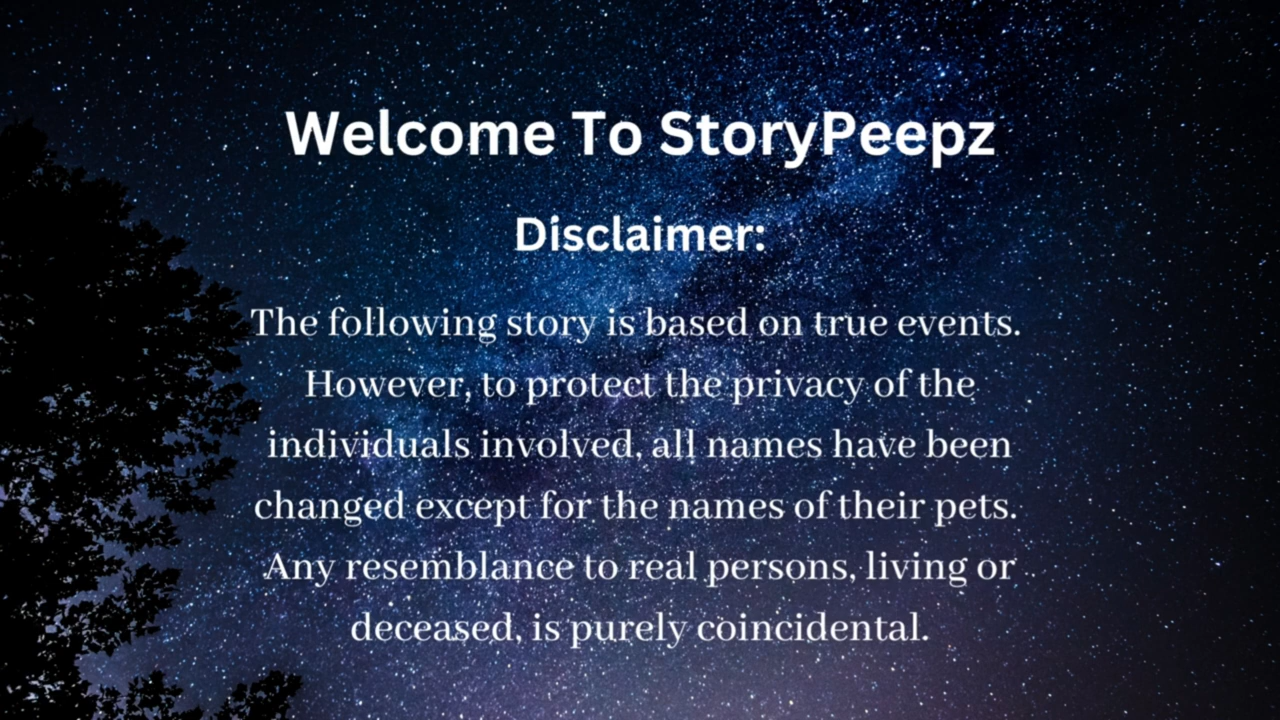 Welcome To StoryPeepz
Disclaimer:
The following story is based on true events.
However, to protect the privacy of the
individuals involved, all names have been
changed except for the names of their pets.
Any resemblance to real persons, living or
deceased, is purely coincidental.